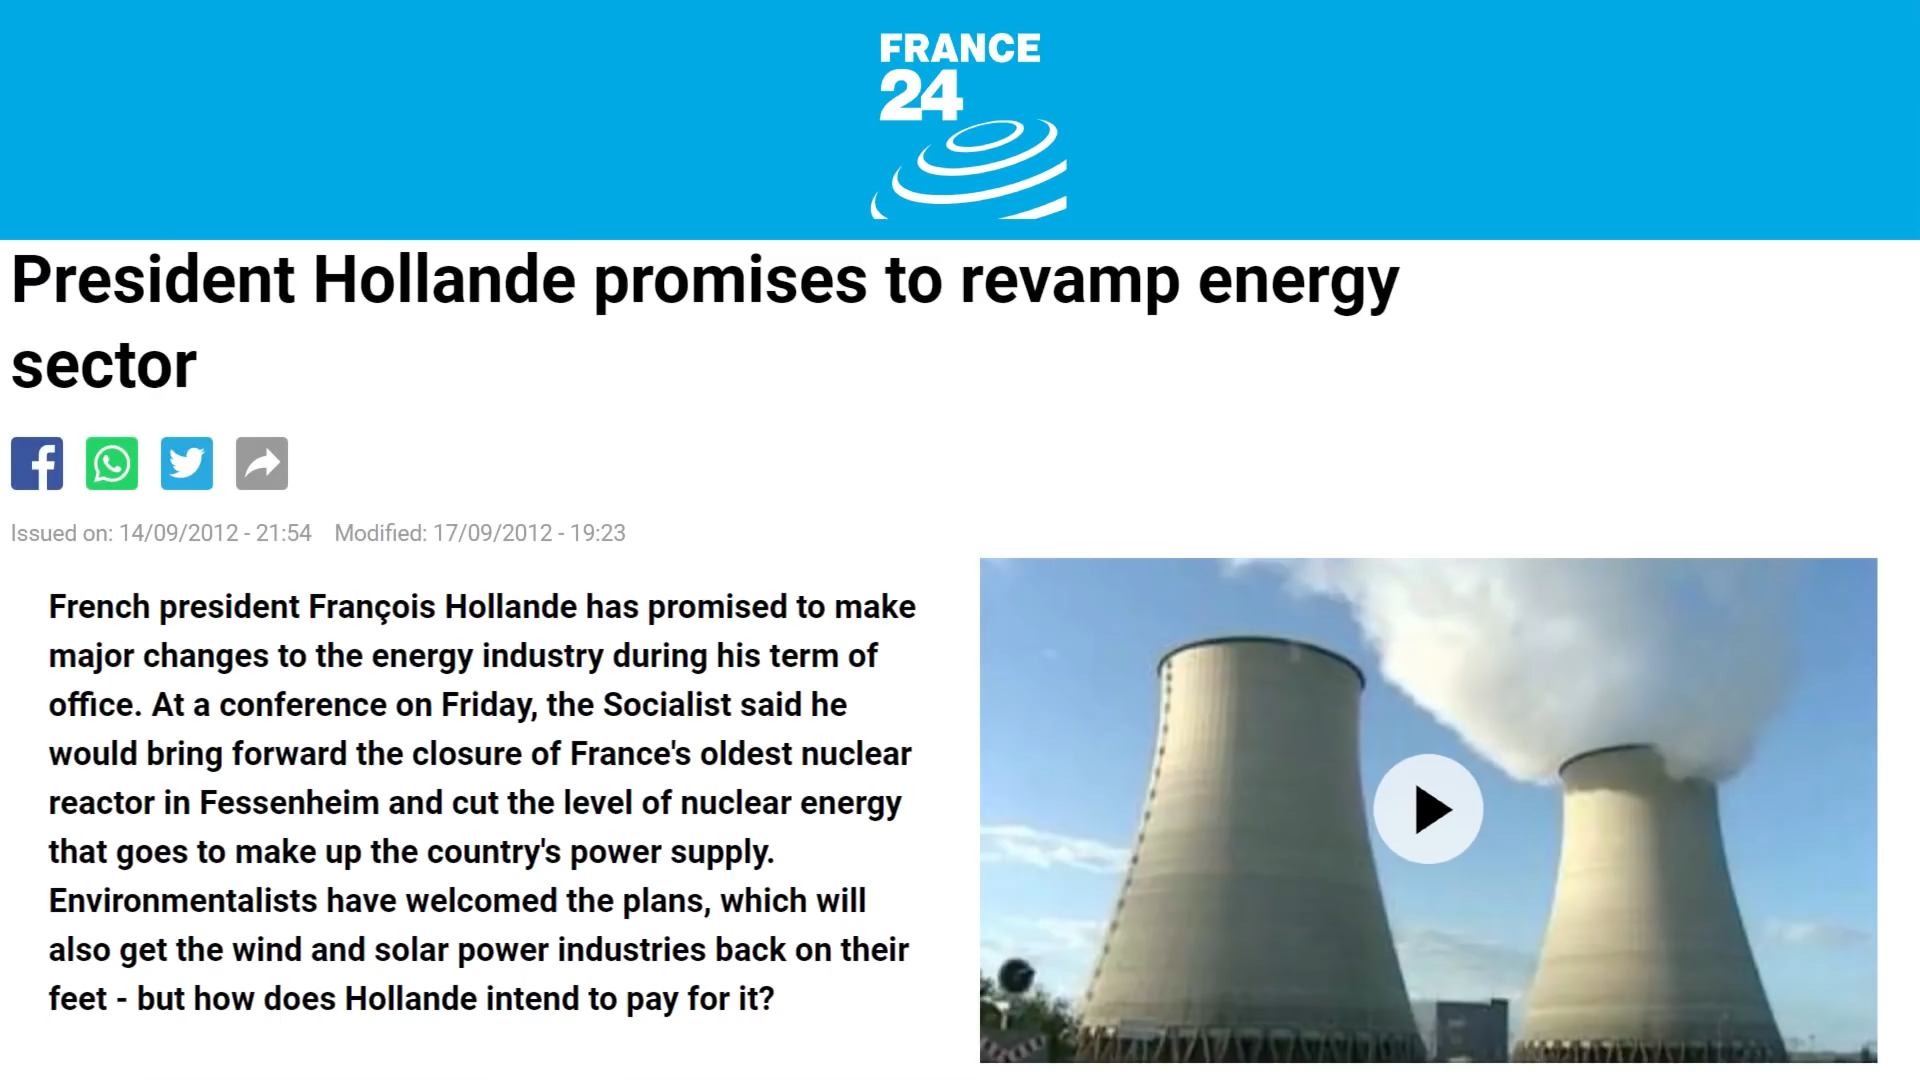 FRANCE
24
President Hollande promises to revamp energy
sector
Issued on: 14/09/2012 - 21:54 Modified: 17/09/2012 - 19:23
French president François Hollande has promised to make
major changes to the energy industry during his term of
office. At a conference on Friday, the Socialist said he
would bring forward the closure of France's oldest nuclear
reactor in Fessenheim and cut the level of nuclear energy
that goes to make up the country's power supply.
Environmentalists have welcomed the plans, which will
also get the wind and solar power industries back on their
feet - but how does Hollande intend to pay for it?